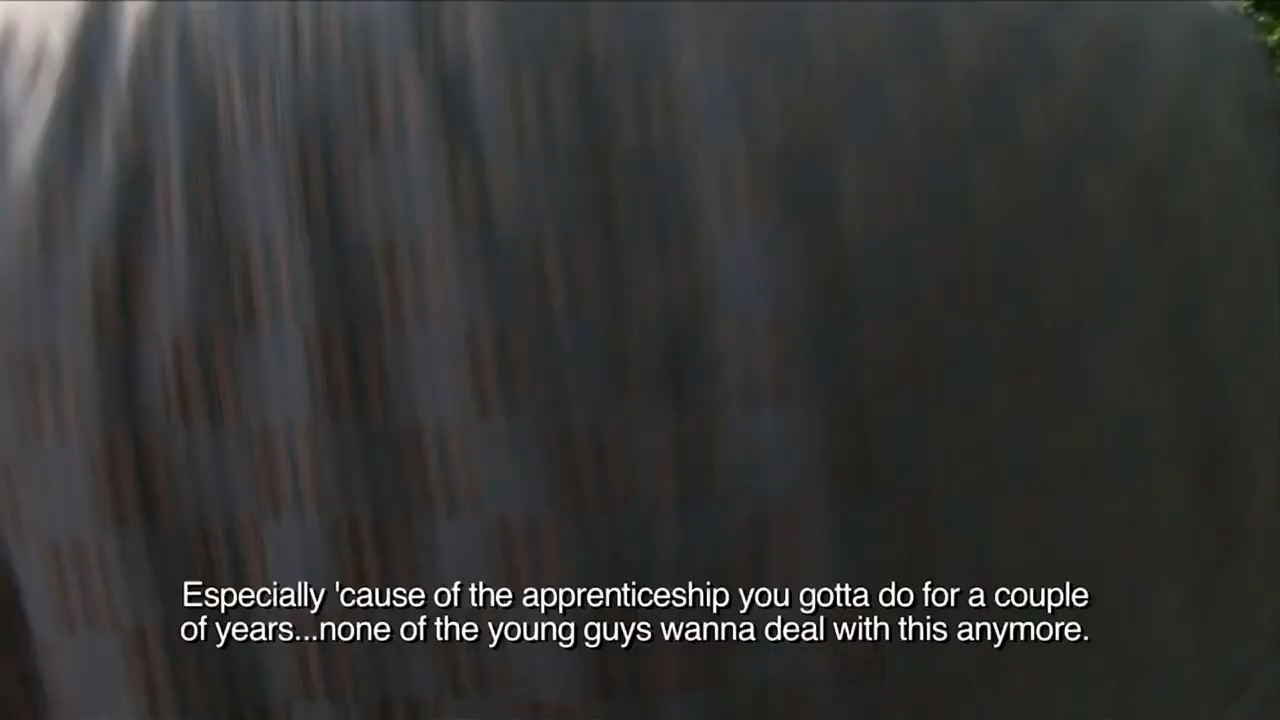 Especially 'cause of the apprenticeship you gotta do for a couple
of years...none of the young guys wanna deal with this anymore.